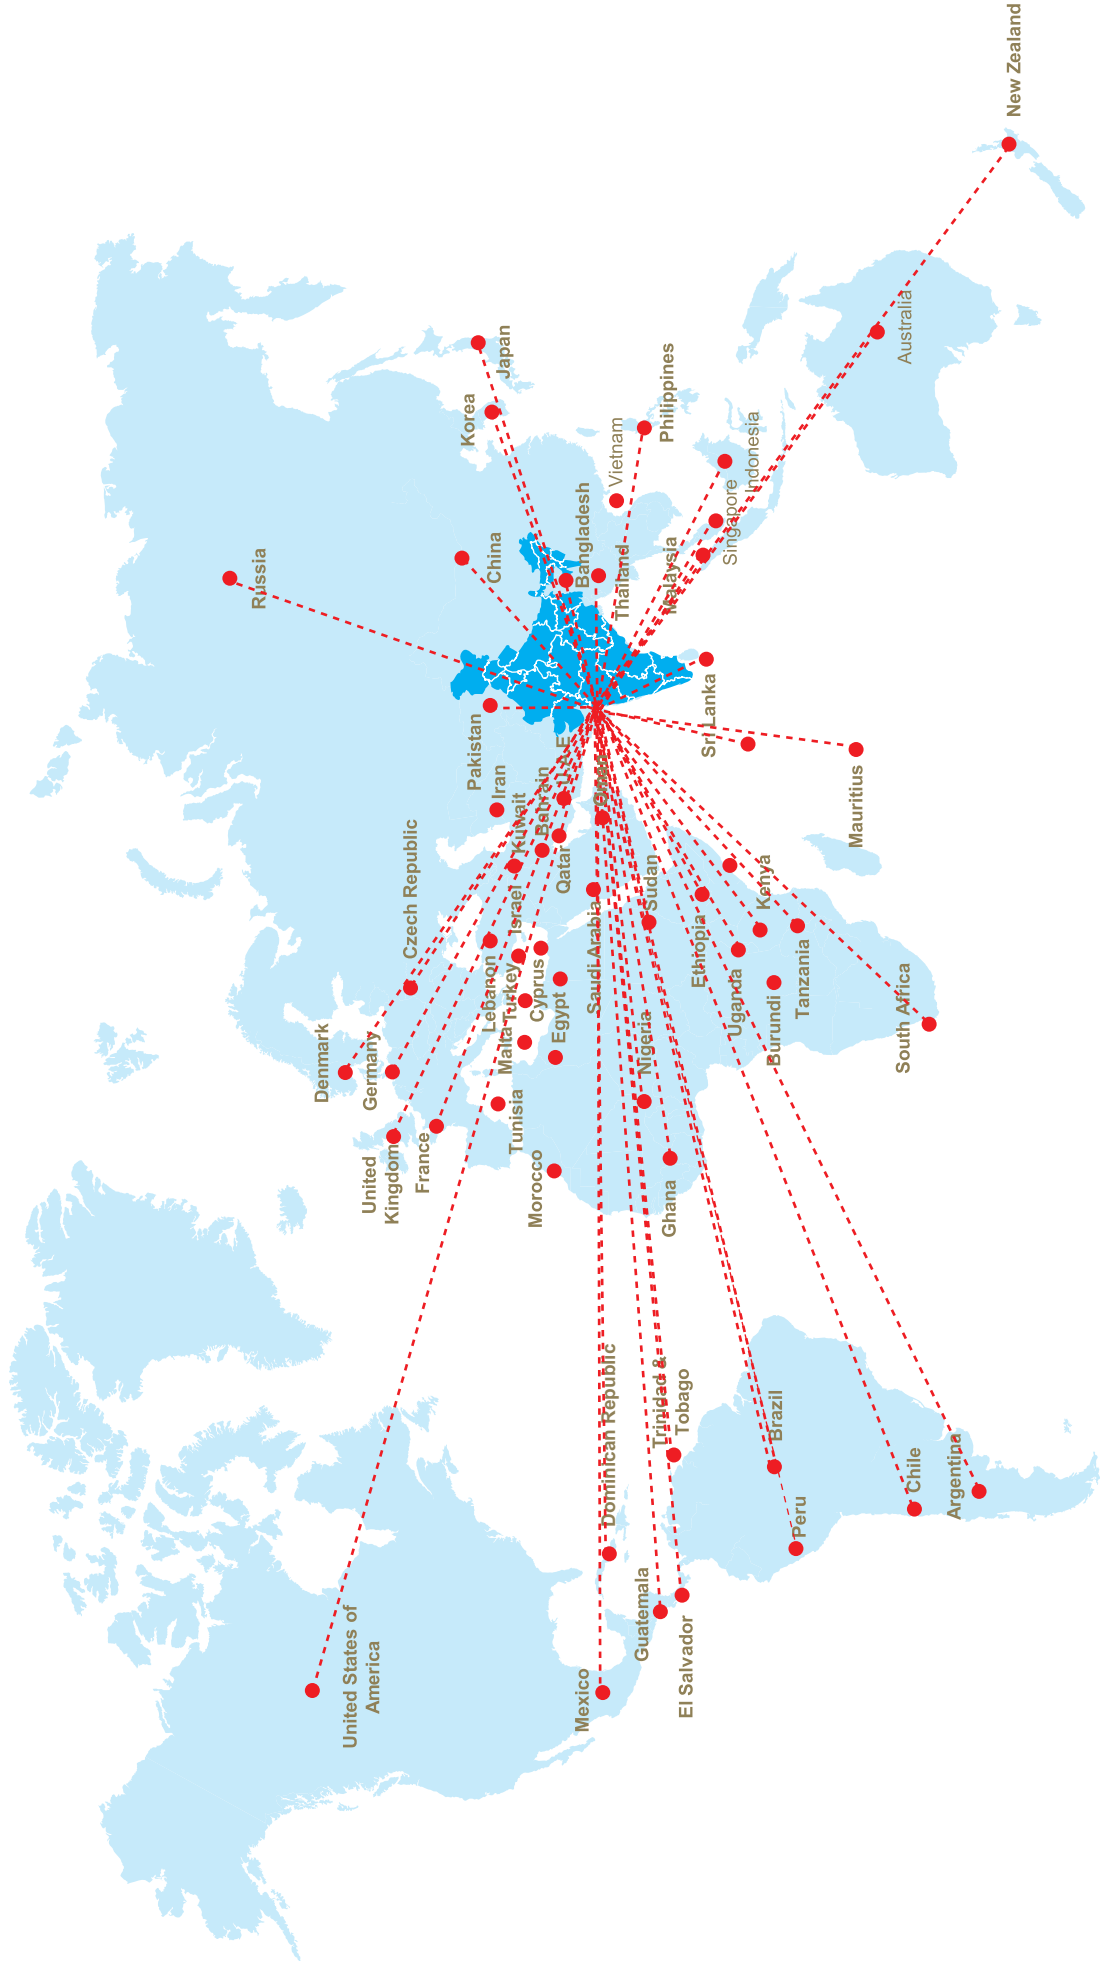 United States of
America
Mexico
Guatemala
El Salvador
Dominican Republic
Trinidad &
Tobago
Brazil
Peru
Chile
Argentina
Denmark
Germany
United
Kingdom
France
Czech Republic
Tunisia
Morocco
Malta
Turkey
Lebanon
Cyprus
Egypt
Israel
Kuwait
Iran
Bahrain
Qatar
U.A.E
Saudi Arabia
Sudan
Nigeria
Ghana
Ethiopia
Uganda
Kenya
Burundi
Tanzania
South Africa
Mauritius
Sri Lanka
Pakistan
Russia
China
Korea
Japan
Bangladesh
Thailand
Vietnam
Philippines
Malaysia
Singapore
Indonesia
Australia
New Zealand